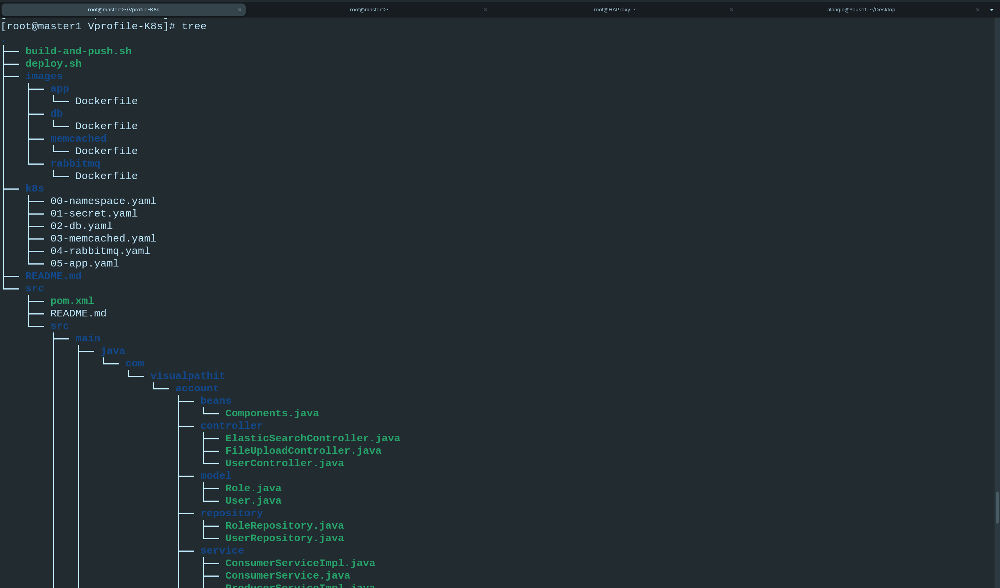 root@master1:~/Vprofile-K8s × root@master1:~ × root@HAProxy: ~ × alnaqib@Yousef: ~/Desktop ×
[root@master1 Vprofile-K8s]# tree
.
├── build-and-push.sh
├── deploy.sh
├── images
│   ├── app
│   │   └── Dockerfile
│   ├── db
│   │   └── Dockerfile
│   ├── memcached
│   │   └── Dockerfile
│   └── rabbitmq
│       └── Dockerfile
├── k8s
│   ├── 00-namespace.yaml
│   ├── 01-secret.yaml
│   ├── 02-db.yaml
│   ├── 03-memcached.yaml
│   ├── 04-rabbitmq.yaml
│   └── 05-app.yaml
├── README.md
└── src
    ├── pom.xml
    ├── README.md
    └── src
        ├── main
        │   ├── java
        │   │   └── com
        │   │       └── visualpathit
        │   │           └── account
        │   │               ├── beans
        │   │               │   └── Components.java
        │   │               ├── controller
        │   │               │   ├── ElasticSearchController.java
        │   │               │   ├── FileUploadController.java
        │   │               │   └── UserController.java
        │   │               ├── model
        │   │               │   ├── Role.java
        │   │               │   └── User.java
        │   │               ├── repository
        │   │               │   ├── RoleRepository.java
        │   │               │   └── UserRepository.java
        │   │               ├── service
        │   │               │   ├── ConsumerServiceImpl.java
        │   │               │   ├── ConsumerService.java
        │   │               │   ├── ProducerServiceImpl.java